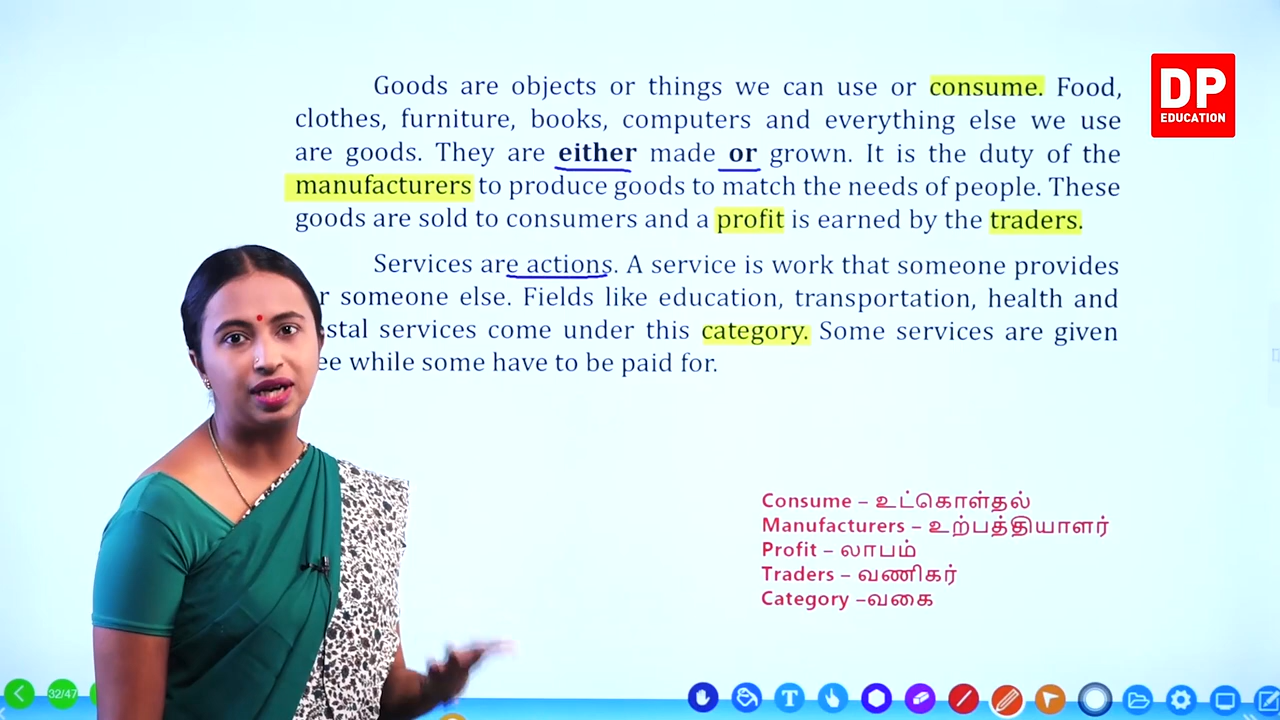 Goods are objects or things we can use or consume. Food,
clothes, furniture, books, computers and everything else we use
are goods. They are either made or grown. It is the duty of the
manufacturers to produce goods to match the needs of people. These
goods are sold to consumers and a profit is earned by the traders.
Services are actions. A service is work that someone provides
r someone else. Fields like education, transportation, health and
stal services come under this category. Some services are given
ee while some have to be paid for.
DP
EDUCATION
Consume – உட்கொள்தல்
Manufacturers – உற்பத்தியாளர்
Profit – லாபம்
Traders – வணிகர்
Category –வகை
32/47
T